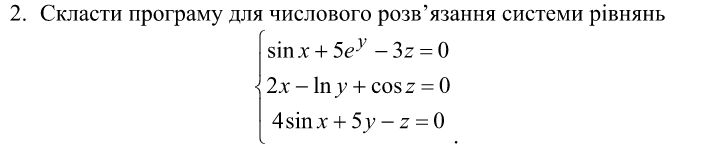 2. Скласти програму для числового розв’язання системи рівнянь
sin x + 5e^y − 3z = 0
2x − ln y + cos z = 0
4 sin x + 5y − z = 0
.